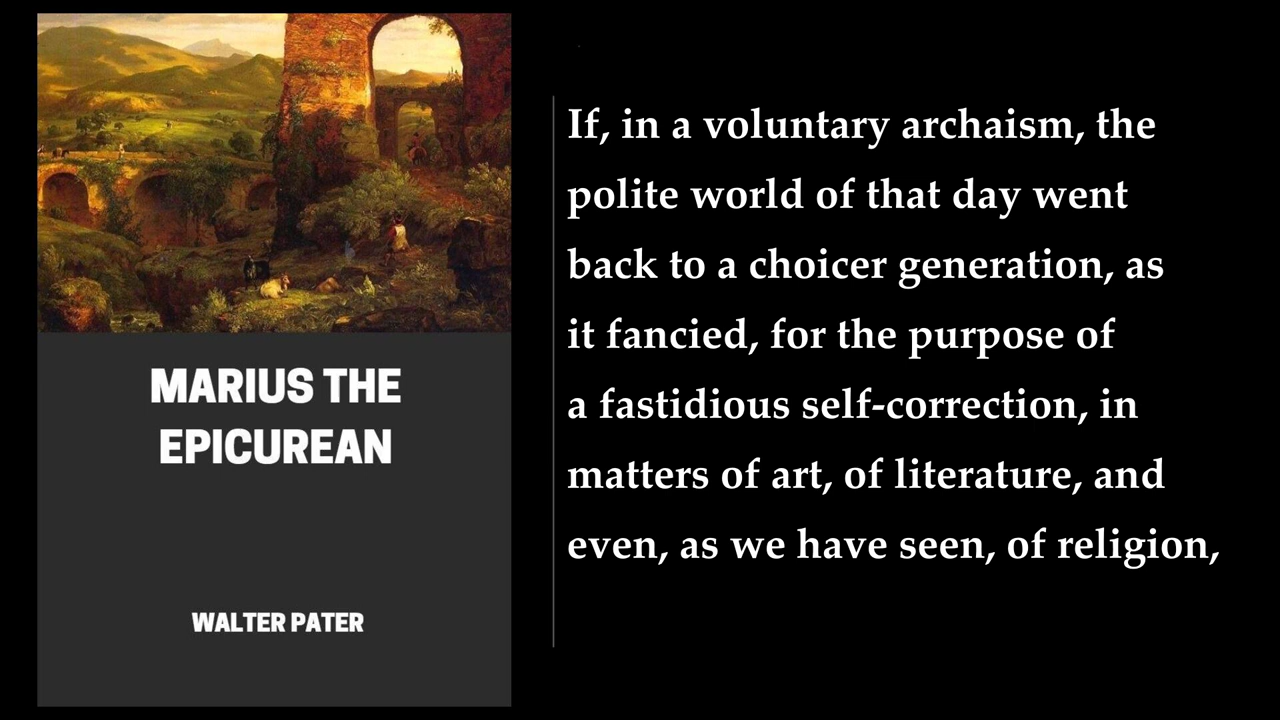 MARIUS THE
EPICUREAN
WALTER PATER
If, in a voluntary archaism, the
polite world of that day went
back to a choicer generation, as
it fancied, for the purpose of
a fastidious self-correction, in
matters of art, of literature, and
even, as we have seen, of religion,